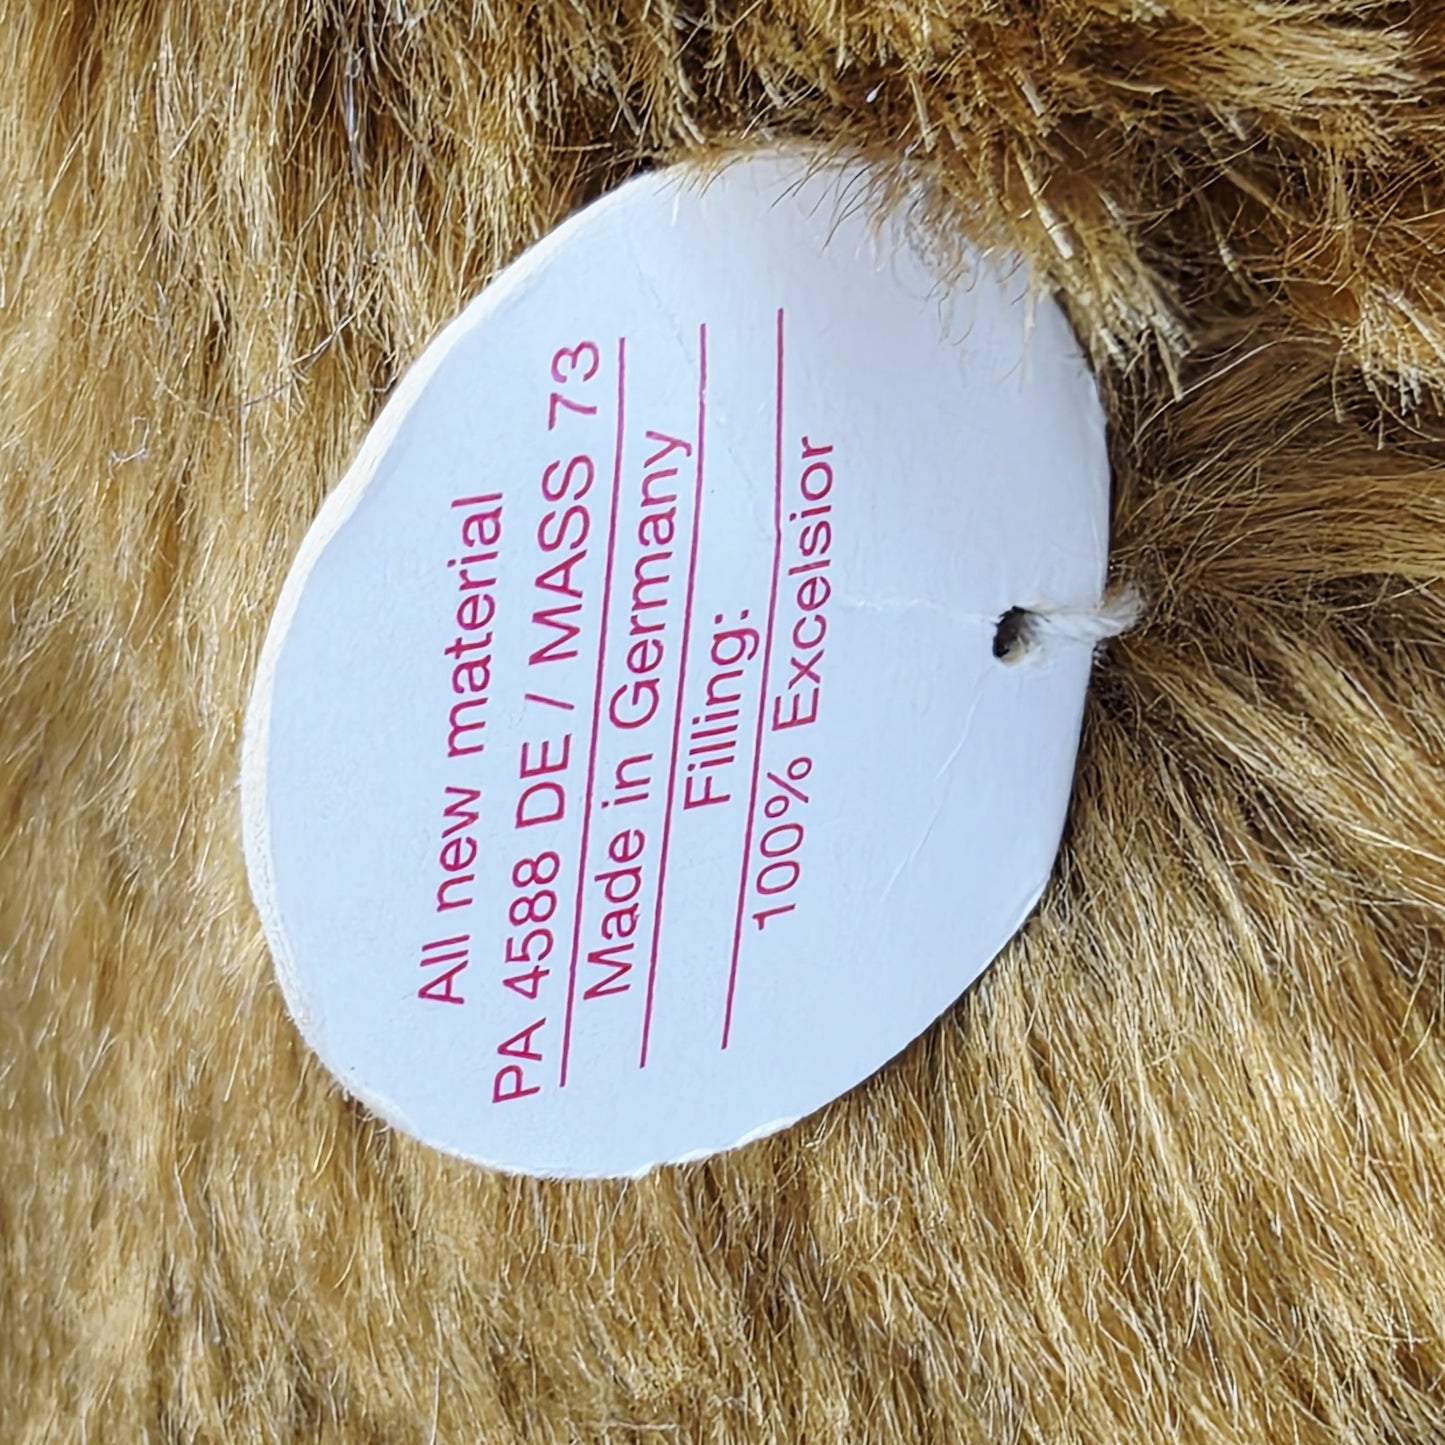 All new material
PA 4588 DE / MASS 73
Made in Germany
Filling:
100% Excelsior